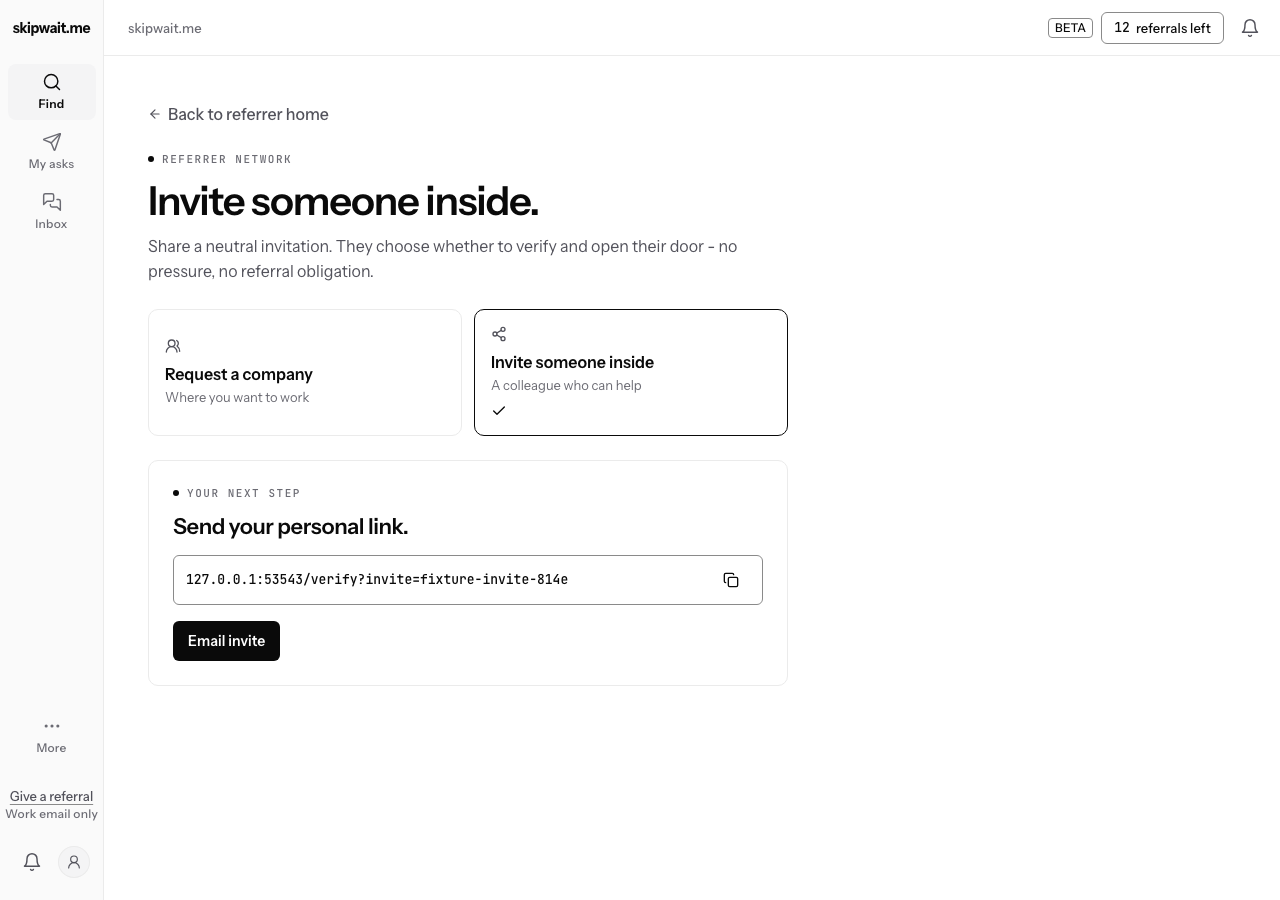 skipwait.me
Find
My asks
Inbox
More
Give a referral
Work email only
skipwait.me
BETA
12 referrals left
Back to referrer home
REFERRER NETWORK
Invite someone inside.
Share a neutral invitation. They choose whether to verify and open their door - no
pressure, no referral obligation.
Request a company
Where you want to work
Invite someone inside
A colleague who can help
YOUR NEXT STEP
Send your personal link.
127.0.0.1:53543/verify?invite=fixture-invite-814e
Email invite